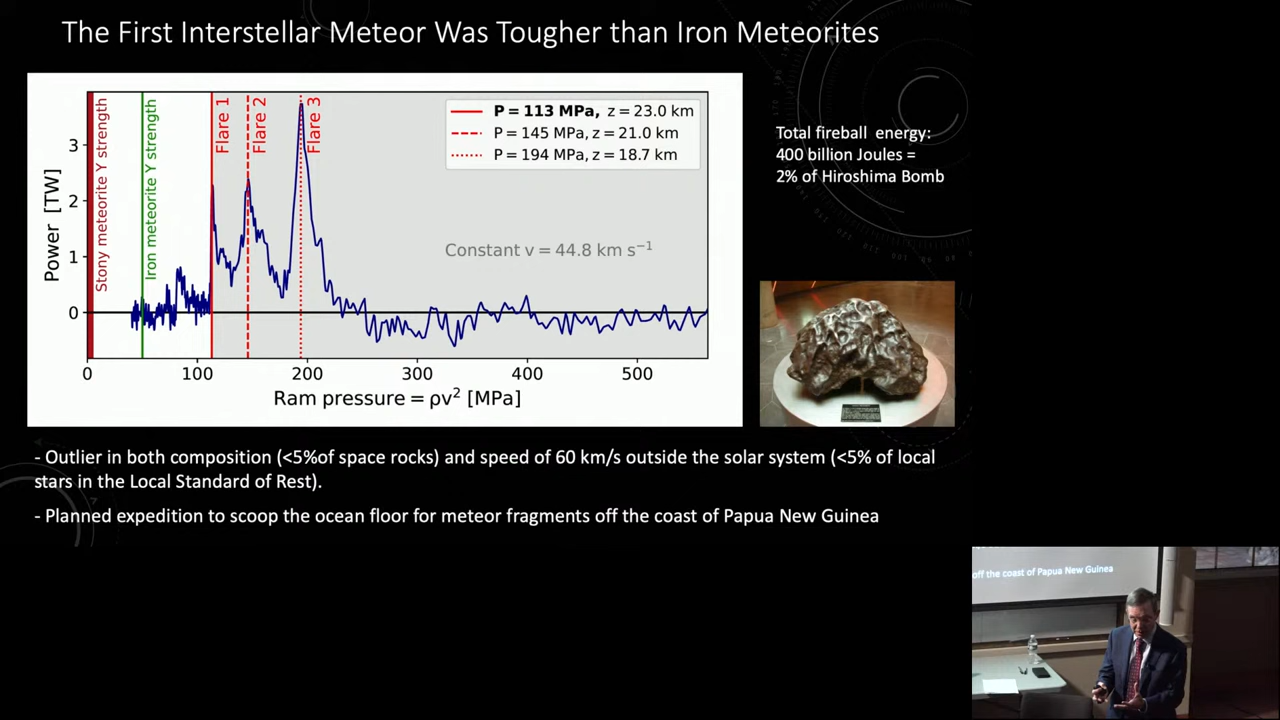 The First Interstellar Meteor Was Tougher than Iron Meteorites
Stony meteorite Y strength
Iron meteorite Y strength
Flare 1
Flare 2
Flare 3
P = 113 MPa, z = 23.0 km
P = 145 MPa, z = 21.0 km
P = 194 MPa, z = 18.7 km
Constant v = 44.8 km s⁻¹
Power [TW]
3
2
1
0
0 100 200 300 400 500
Ram pressure = ρv² [MPa]
Total fireball energy:
400 billion Joules =
2% of Hiroshima Bomb
- Outlier in both composition (<5%of space rocks) and speed of 60 km/s outside the solar system (<5% of local
stars in the Local Standard of Rest).
- Planned expedition to scoop the ocean floor for meteor fragments off the coast of Papua New Guinea
off the coast of Papua New Guinea